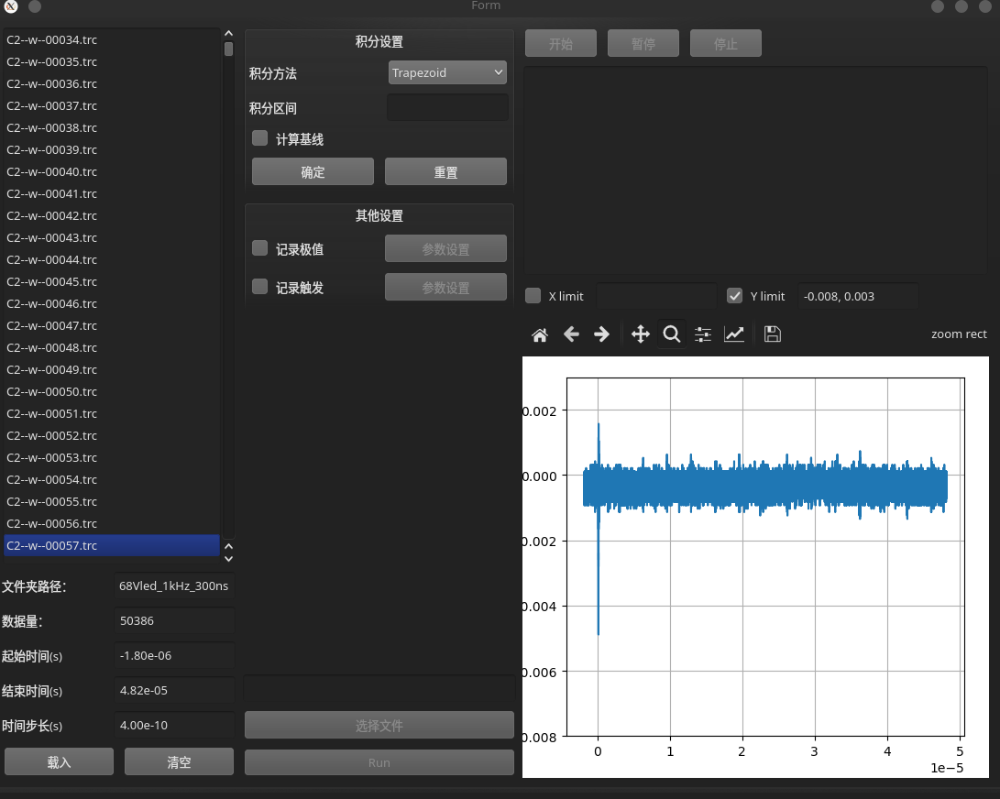 Form
C2--w--00034.trc
C2--w--00035.trc
C2--w--00036.trc
C2--w--00037.trc
C2--w--00038.trc
C2--w--00039.trc
C2--w--00040.trc
C2--w--00041.trc
C2--w--00042.trc
C2--w--00043.trc
C2--w--00044.trc
C2--w--00045.trc
C2--w--00046.trc
C2--w--00047.trc
C2--w--00048.trc
C2--w--00049.trc
C2--w--00050.trc
C2--w--00051.trc
C2--w--00052.trc
C2--w--00053.trc
C2--w--00054.trc
C2--w--00055.trc
C2--w--00056.trc
C2--w--00057.trc
文件夹路径： 68Vled_1kHz_300ns
数据量： 50386
起始时间(s) -1.80e-06
结束时间(s) 4.82e-05
时间步长(s) 4.00e-10
载入 清空
积分设置
积分方法 Trapezoid
积分区间
计算基线
确定 重置
其他设置
记录极值 参数设置
记录触发 参数设置
选择文件
Run
开始 暂停 停止
X limit Y limit -0.008, 0.003
zoom rect
0.002
0.000
0.002
0.004
0.006
0.008
0 1 2 3 4 5
1e−5